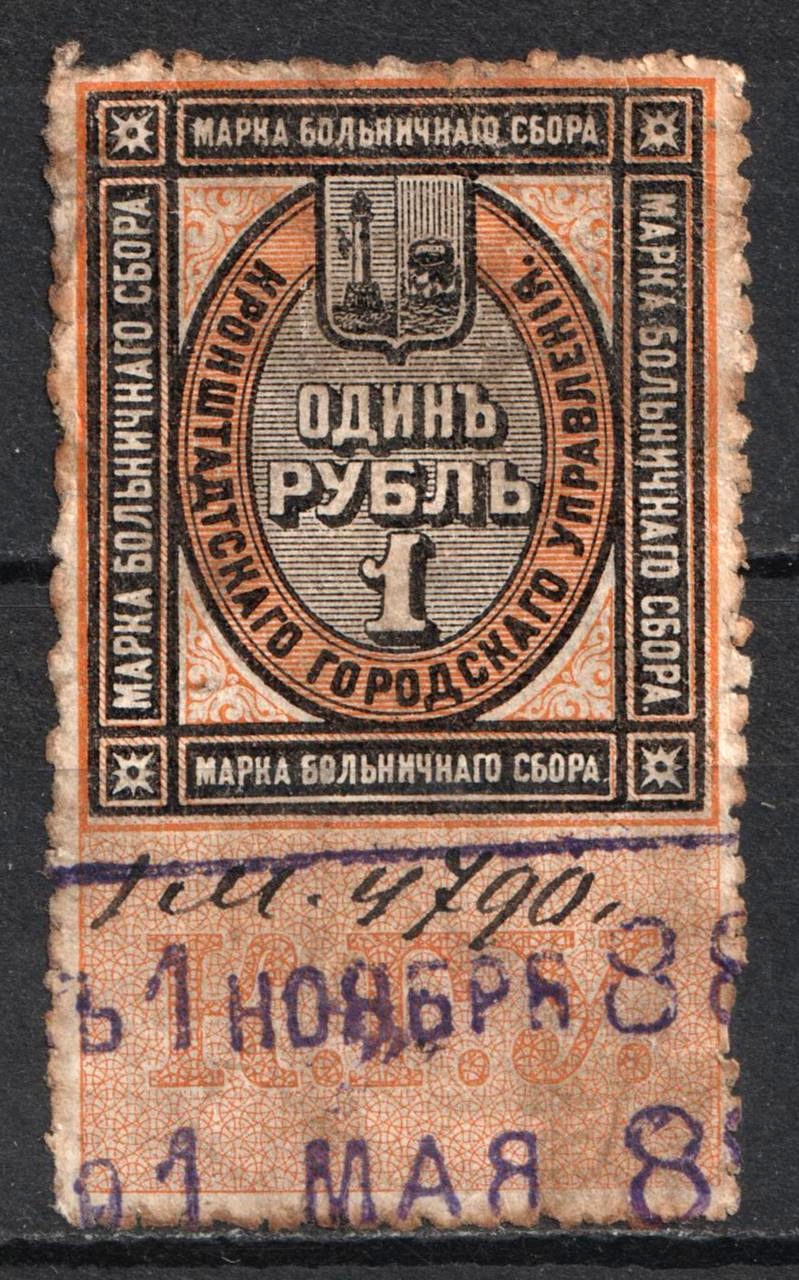 МАРКА БОЛЬНИЧНАГО СБОРА
МАРКА БОЛЬНИЧНАГО СБОРА
МАРКА БОЛЬНИЧНАГО СБОРА
КРОНШТАДТСКАГО ГОРОДСКАГО УПРАВЛЕНІЯ.
ОДИНЪ
РУБЛЬ
1
МАРКА БОЛЬНИЧНАГО СБОРА
4790.
К.Г.У.
1 НОЯБРЯ 88
1 МАЯ 8